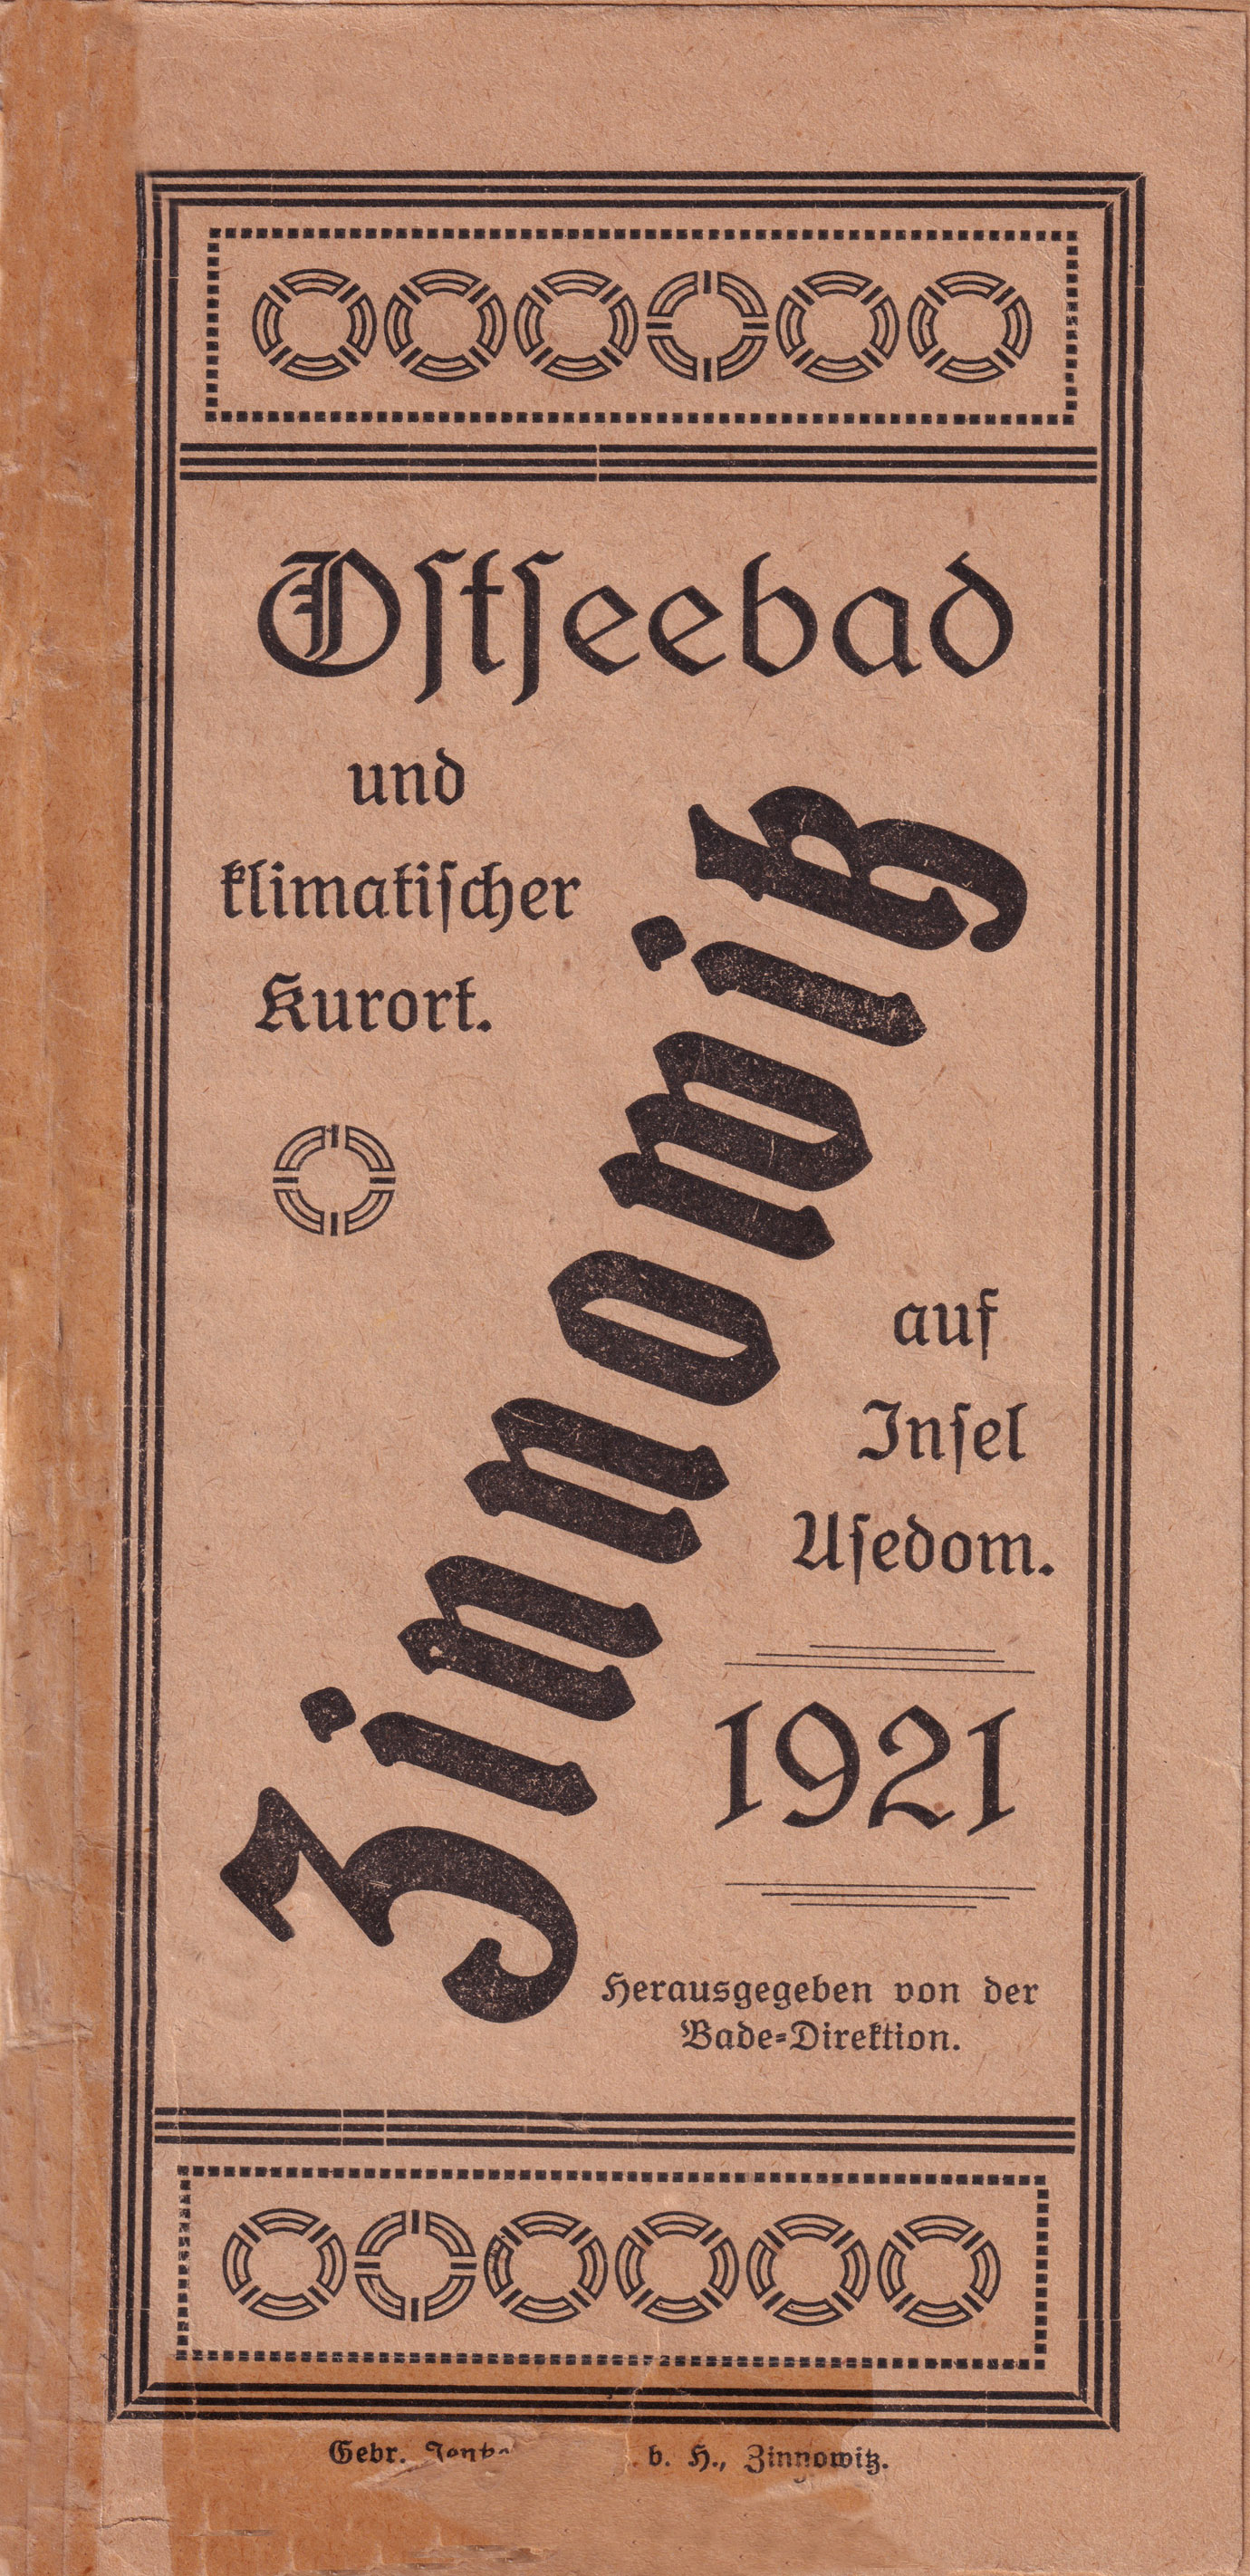 Ostseebad
und
klimatischer
Kurort.
Zinnowitz
auf
Insel
Usedom.
1921
Herausgegeben von der
Bade-Direktion.
Gebr. b. H., Zinnowitz.